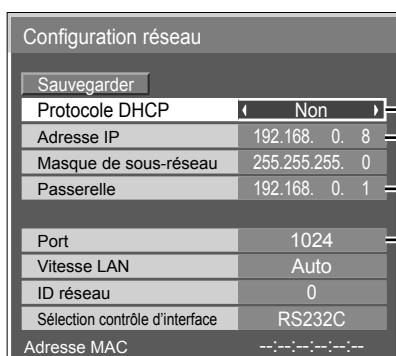 Configuration réseau
Sauvegarder
Protocole DHCP Non
Adresse IP 192.168. 0. 8
Masque de sous-réseau 255.255.255. 0
Passerelle 192.168. 0. 1
Port 1024
Vitesse LAN Auto
ID réseau 0
Sélection contrôle d'interface RS232C
Adresse MAC --:--:--:--:--:--